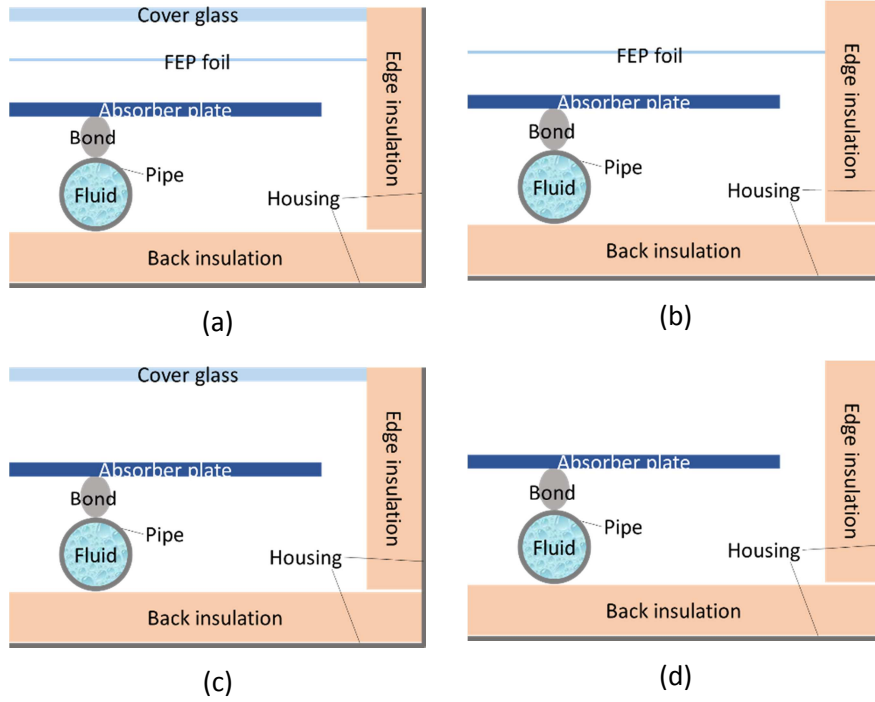 Cover glass
FEP foil
Absorber plate
Bond
Pipe
Fluid
Edge insulation
Housing
Back insulation
(a)
FEP foil
Absorber plate
Bond
Pipe
Fluid
Edge insulation
Housing
Back insulation
(b)
Cover glass
Absorber plate
Bond
Pipe
Fluid
Edge insulation
Housing
Back insulation
(c)
Absorber plate
Bond
Pipe
Fluid
Edge insulation
Housing
Back insulation
(d)